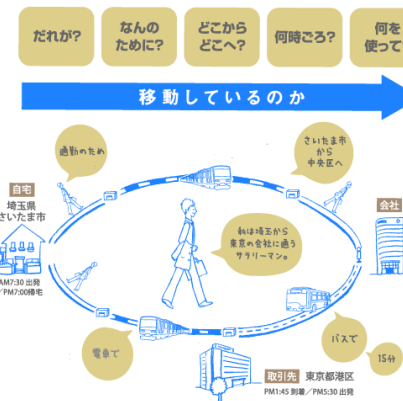 だれが?
なんの
ために?
どこから
どこへ?
何時ごろ?
何を
使って
移動しているのか
通勤のため
さいたま市
から
中央区へ
自宅
埼玉県
さいたま市
AM7:30 出発
/PM7:00帰宅
会社
私は埼玉から
東京の会社に通う
サラリーマン。
電車で
バスで
15分
取引先 東京都港区
PM1:45 到着/PM5:30 出発